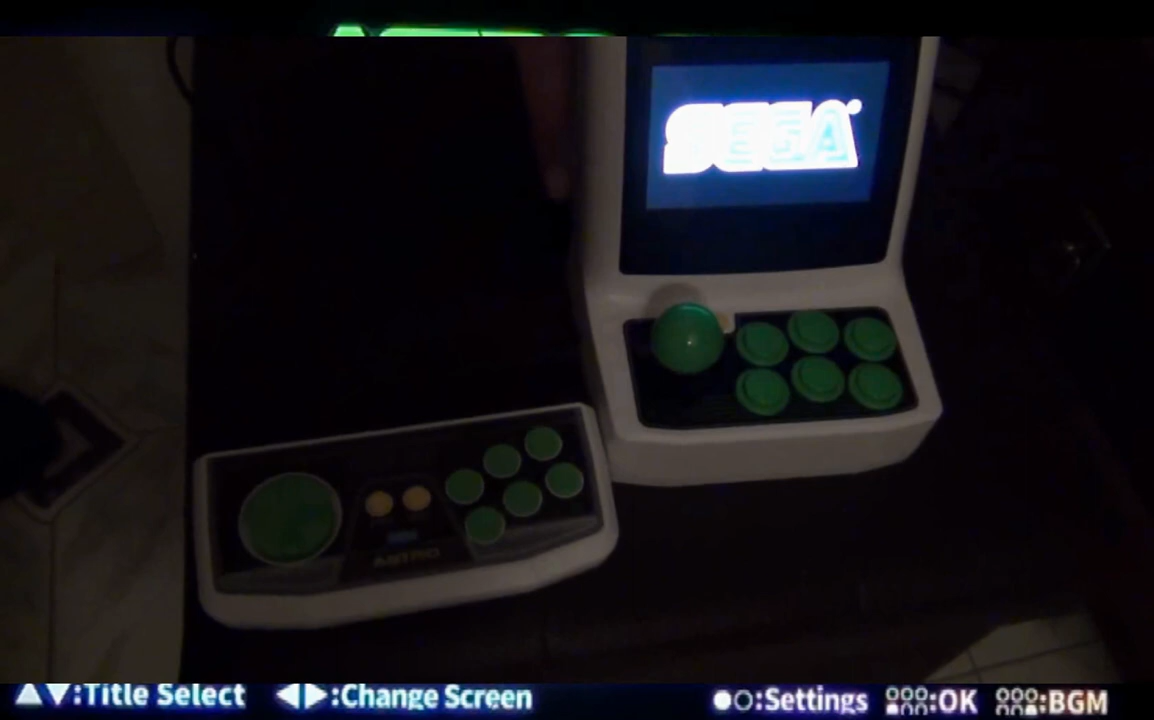 SEGA
ASTRO
▲▼:Title Select ◀▶:Change Screen ●○:Settings :OK :BGM